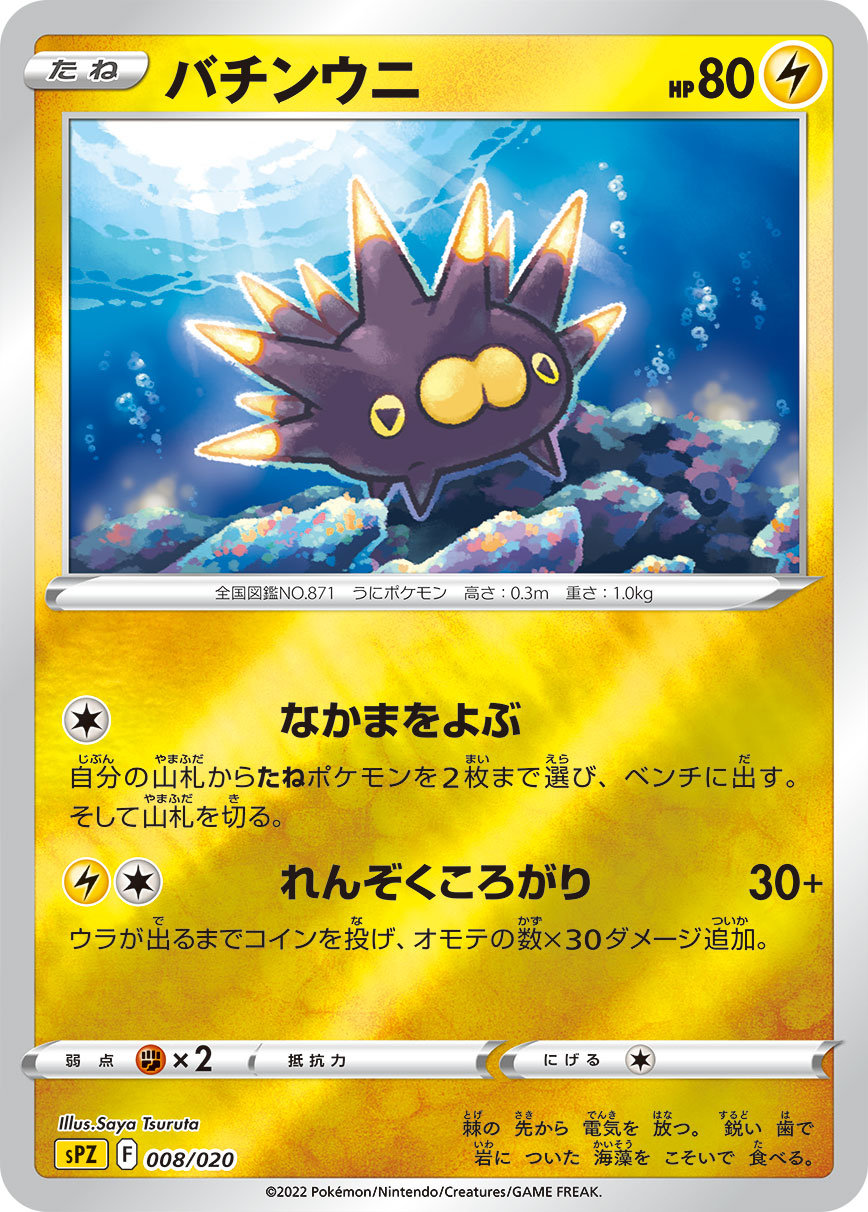 たね バチンウニ HP80
全国図鑑NO.871 うにポケモン 高さ:0.3m 重さ:1.0kg
なかまをよぶ
自分の山札からたねポケモンを2枚まで選び、ベンチに出す。
そして山札を切る。
れんぞくころがり 30+
ウラが出るまでコインを投げ、オモテの数×30ダメージ追加。
弱点 ×2 抵抗力 にげる
Illus.Saya Tsuruta
sPZ F 008/020
棘の 先から 電気を 放つ。 鋭い 歯で
岩に ついた 海藻を こそいで 食べる。
©2022 Pokémon/Nintendo/Creatures/GAME FREAK.